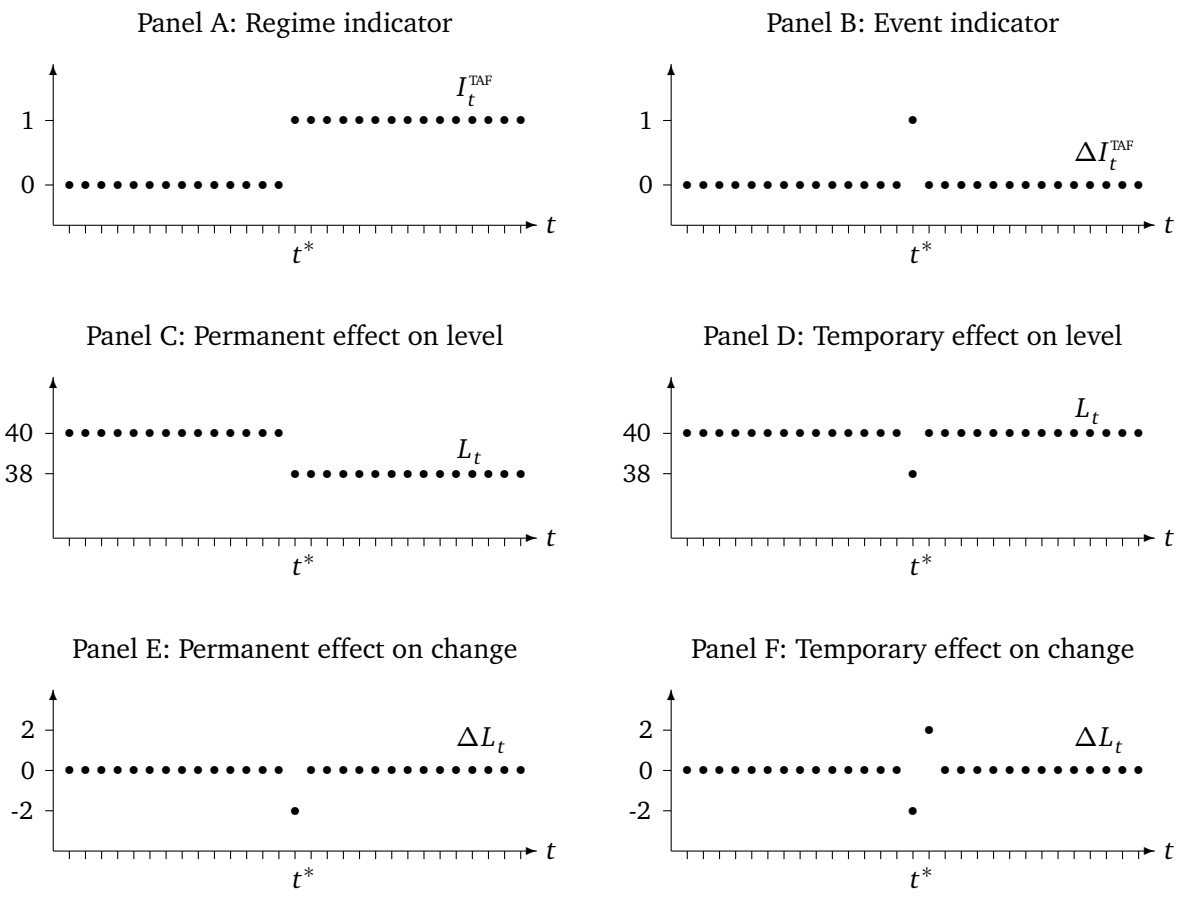 Panel A: Regime indicator
I_t^TAF
1
0
t
t*
Panel B: Event indicator
1
ΔI_t^TAF
0
t
t*
Panel C: Permanent effect on level
40
L_t
38
t
t*
Panel D: Temporary effect on level
L_t
40
38
t
t*
Panel E: Permanent effect on change
2
ΔL_t
0
-2
t
t*
Panel F: Temporary effect on change
2
ΔL_t
0
-2
t
t*